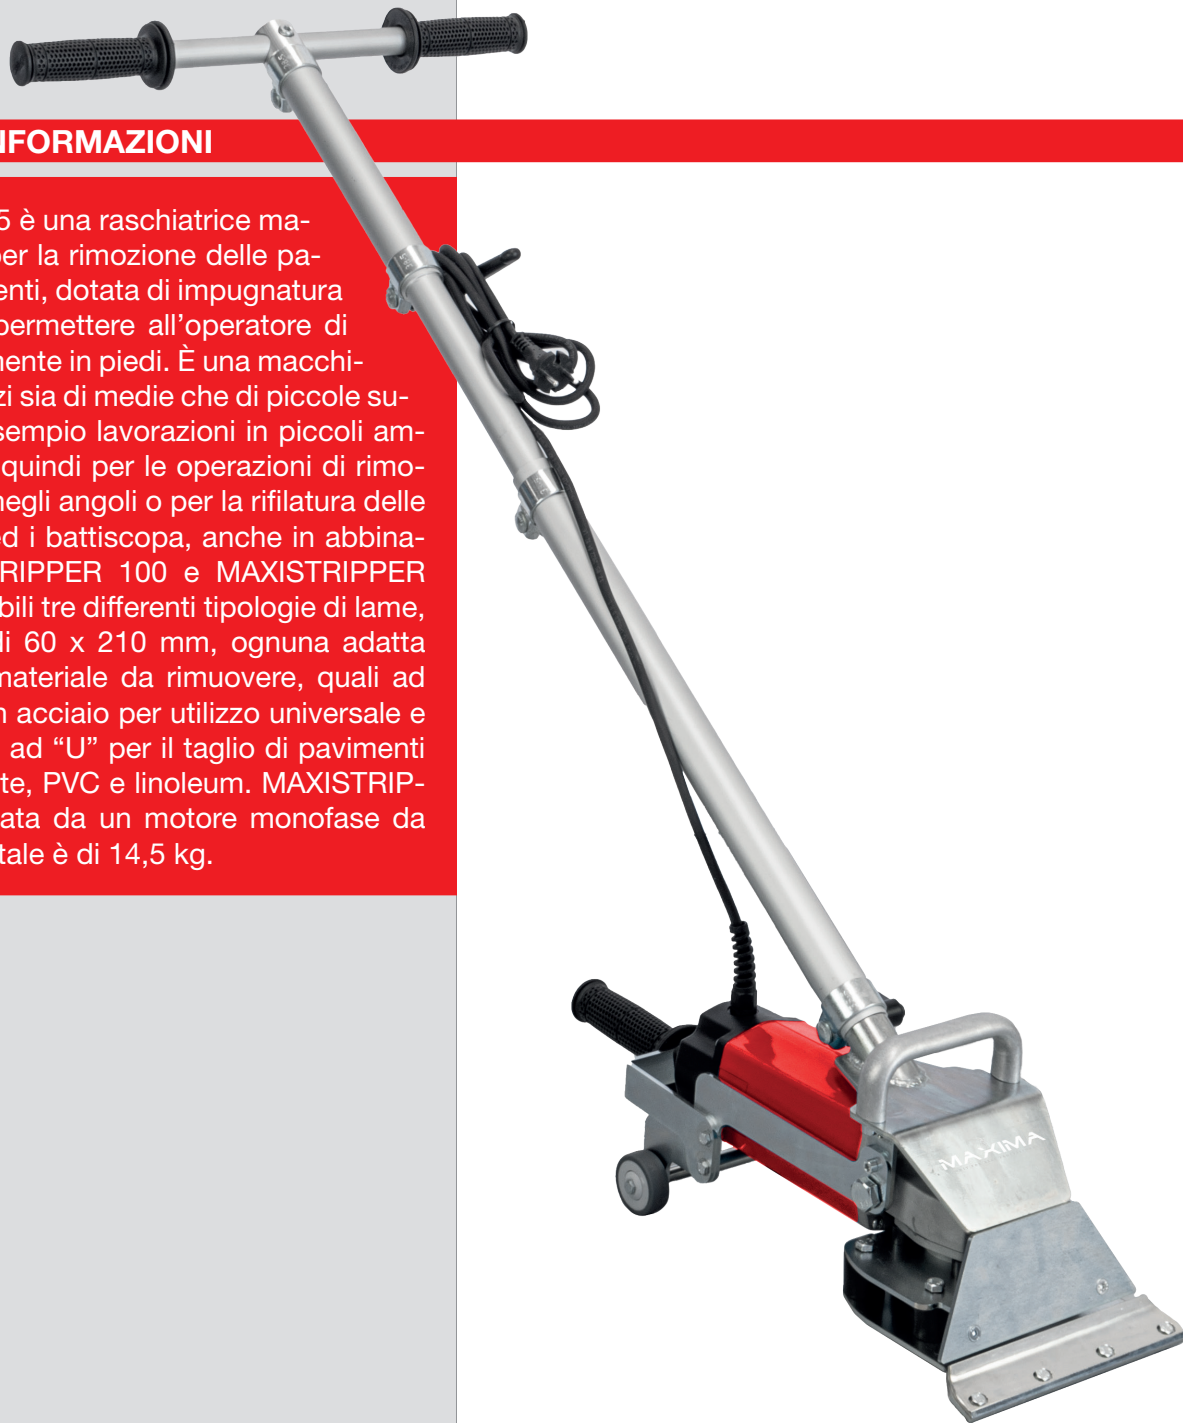 NFORMAZIONI
5 è una raschiatrice ma-
per la rimozione delle pa-
enti, dotata di impugnatura
permettere all’operatore di
mente in piedi. È una macchi-
zi sia di medie che di piccole su-
sempio lavorazioni in piccoli am-
quindi per le operazioni di rimo-
negli angoli o per la rifilatura delle
ed i battiscopa, anche in abbina-
RIPPER 100 e MAXISTRIPPER
bili tre differenti tipologie di lame,
di 60 x 210 mm, ognuna adatta
materiale da rimuovere, quali ad
n acciaio per utilizzo universale e
ad “U” per il taglio di pavimenti
te, PVC e linoleum. MAXISTRIP-
ata da un motore monofase da
tale è di 14,5 kg.
MAXIMA